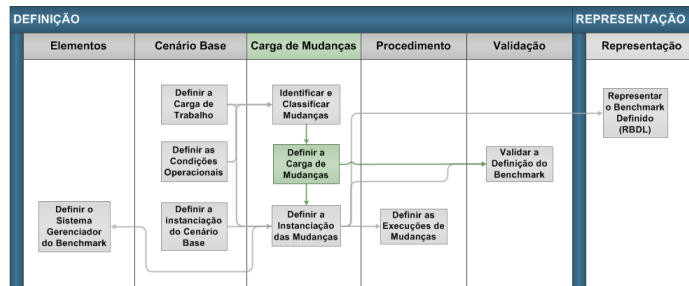 DEFINIÇÃO
REPRESENTAÇÃO
Elementos
Cenário Base
Carga de Mudanças
Procedimento
Validação
Representação
Definir a
Carga de
Trabalho
Identificar e
Classificar
Mudanças
Representar
o Benchmark
Definido
(RBDL)
Definir as
Condições
Operacionais
Definir a
Carga de
Mudanças
Validar a
Definição do
Benchmark
Definir o
Sistema
Gerenciador
do Benchmark
Definir a
instanciação
do Cenário
Base
Definir a
Instanciação
das Mudanças
Definir as
Execuções de
Mudanças